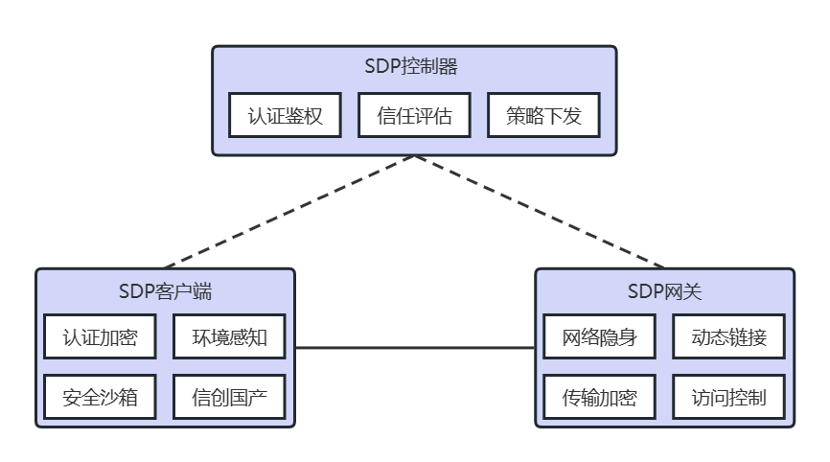 SDP控制器
认证鉴权 信任评估 策略下发
SDP客户端
认证加密 环境感知
安全沙箱 信创国产
SDP网关
网络隐身 动态链接
传输加密 访问控制